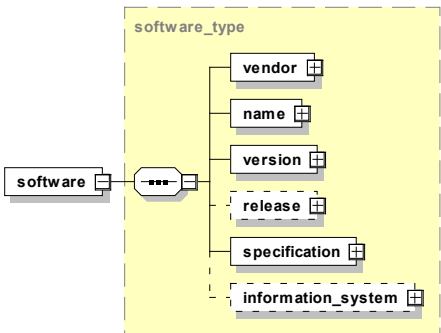 software_type
vendor
name
version
software
release
specification
information_system